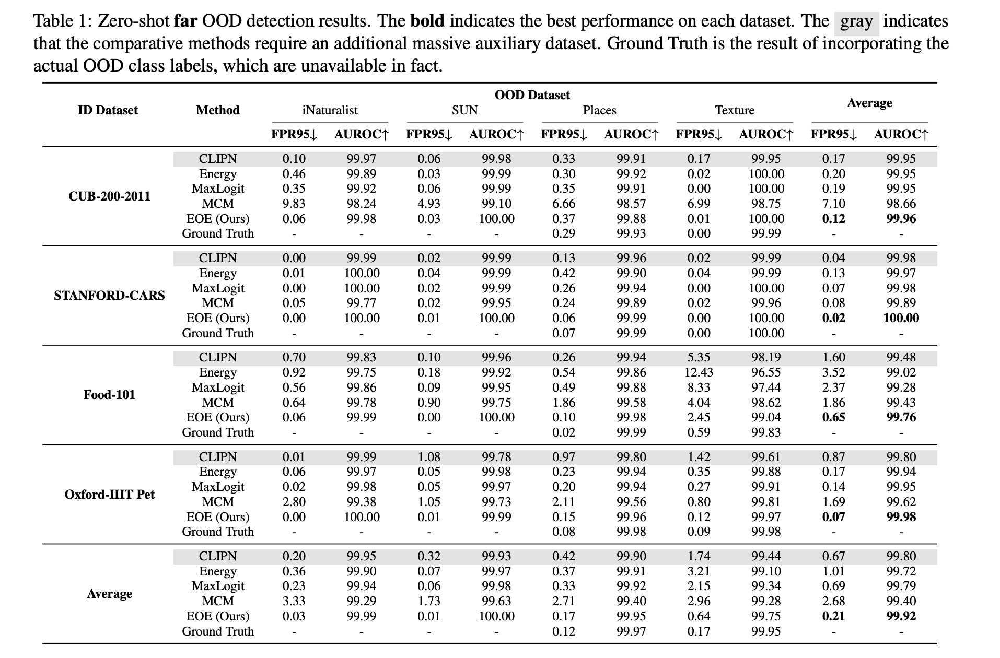 Table 1: Zero-shot far OOD detection results. The bold indicates the best performance on each dataset. The gray indicates
that the comparative methods require an additional massive auxiliary dataset. Ground Truth is the result of incorporating the
actual OOD class labels, which are unavailable in fact.
OOD Dataset
ID Dataset Method iNaturalist SUN Places Texture Average
FPR95↓ AUROC↑ FPR95↓ AUROC↑ FPR95↓ AUROC↑ FPR95↓ AUROC↑ FPR95↓ AUROC↑
CUB-200-2011
CLIPN 0.10 99.97 0.06 99.98 0.33 99.91 0.17 99.95 0.17 99.95
Energy 0.46 99.89 0.03 99.99 0.30 99.92 0.02 100.00 0.20 99.95
MaxLogit 0.35 99.92 0.06 99.99 0.35 99.91 0.00 100.00 0.19 99.95
MCM 9.83 98.24 4.93 99.10 6.66 98.57 6.99 98.75 7.10 98.66
EOE (Ours) 0.06 99.98 0.03 100.00 0.37 99.88 0.01 100.00 0.12 99.96
Ground Truth - - - - 0.29 99.93 0.00 99.99 - -
STANFORD-CARS
CLIPN 0.00 99.99 0.02 99.99 0.13 99.96 0.02 99.99 0.04 99.98
Energy 0.01 100.00 0.04 99.99 0.42 99.90 0.04 99.99 0.13 99.97
MaxLogit 0.00 100.00 0.02 99.99 0.26 99.94 0.00 100.00 0.07 99.98
MCM 0.05 99.77 0.02 99.95 0.24 99.89 0.02 99.96 0.08 99.89
EOE (Ours) 0.00 100.00 0.01 100.00 0.06 99.99 0.00 100.00 0.02 100.00
Ground Truth - - - - 0.07 99.99 0.00 100.00 - -
Food-101
CLIPN 0.70 99.83 0.10 99.96 0.26 99.94 5.35 98.19 1.60 99.48
Energy 0.92 99.75 0.18 99.92 0.54 99.86 12.43 96.55 3.52 99.02
MaxLogit 0.56 99.86 0.09 99.95 0.49 99.88 8.33 97.44 2.37 99.28
MCM 0.64 99.78 0.90 99.75 1.86 99.58 4.04 98.62 1.86 99.43
EOE (Ours) 0.06 99.99 0.00 100.00 0.10 99.98 2.45 99.04 0.65 99.76
Ground Truth - - - - 0.02 99.99 0.59 99.83 - -
Oxford-IIIT Pet
CLIPN 0.01 99.99 1.08 99.78 0.97 99.80 1.42 99.61 0.87 99.80
Energy 0.06 99.97 0.05 99.98 0.23 99.94 0.35 99.88 0.17 99.94
MaxLogit 0.02 99.98 0.05 99.97 0.20 99.94 0.27 99.91 0.14 99.95
MCM 2.80 99.38 1.05 99.73 2.11 99.56 0.80 99.81 1.69 99.62
EOE (Ours) 0.00 100.00 0.01 99.99 0.15 99.96 0.12 99.97 0.07 99.98
Ground Truth - - - - 0.08 99.98 0.09 99.98 - -
Average
CLIPN 0.20 99.95 0.32 99.93 0.42 99.90 1.74 99.44 0.67 99.80
Energy 0.36 99.90 0.07 99.97 0.37 99.91 3.21 99.10 1.01 99.72
MaxLogit 0.23 99.94 0.06 99.98 0.33 99.92 2.15 99.34 0.69 99.79
MCM 3.33 99.29 1.73 99.63 2.71 99.40 2.96 99.28 2.68 99.40
EOE (Ours) 0.03 99.99 0.01 100.00 0.17 99.95 0.64 99.75 0.21 99.92
Ground Truth - - - - 0.12 99.97 0.17 99.95 - -